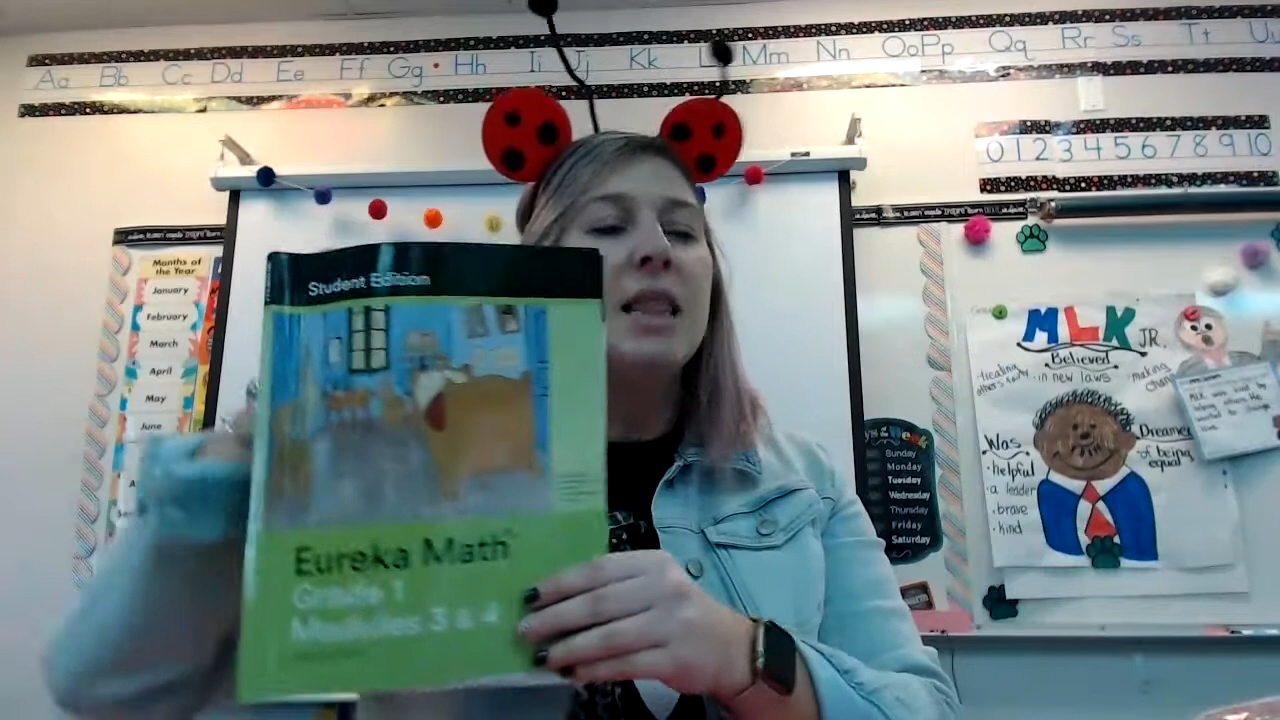 Aa Bb Cc Dd Ee Ff Gg Hh Ii Jj Kk L Mm Nn Oo Pp Qq Rr Ss Tt Uu
0 1 2 3 4 5 6 7 8 9 10
Months of
the Year
January
February
March
April
May
June
Student Edition
Eureka Math
Grade 1
Modules 3 & 4
Sunday
Monday
Tuesday
Wednesday
Thursday
Friday
Saturday
MLK JR.
Believed
in new laws
making
Was
helpful
a leader
brave
kind
Dreamed
of being
equal